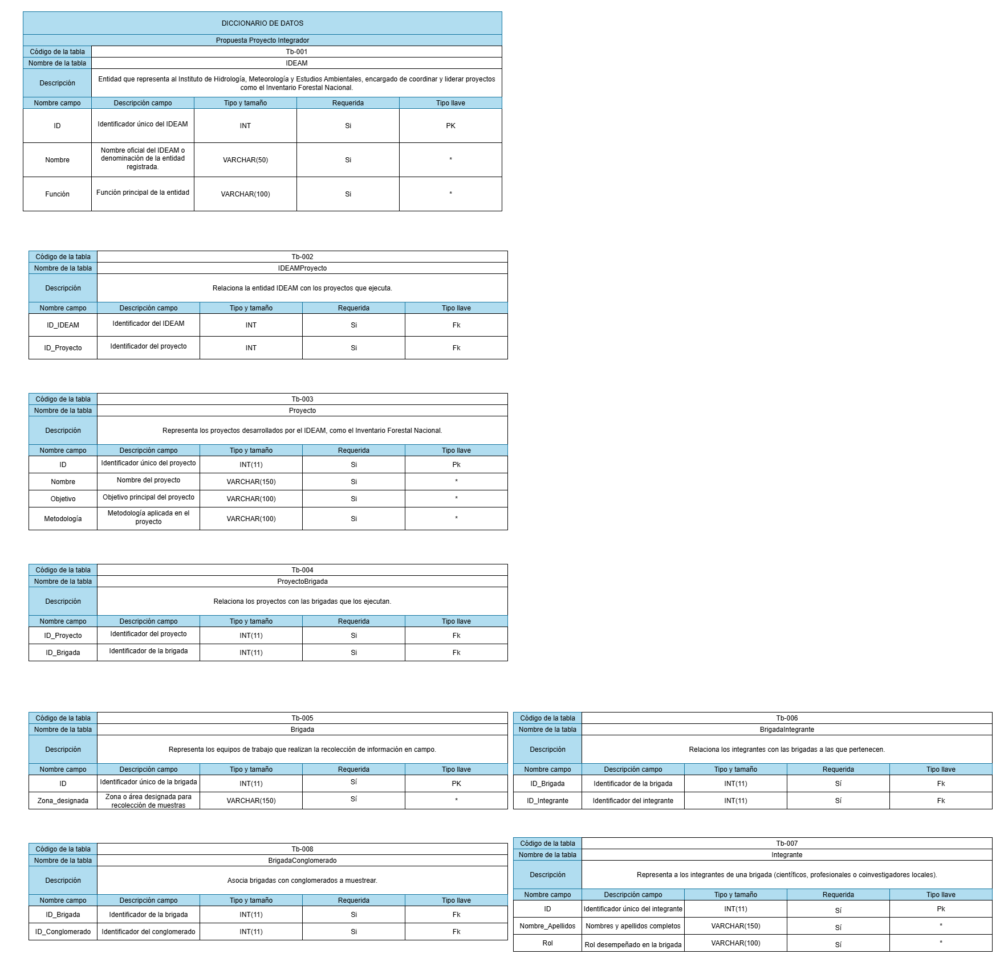 DICCIONARIO DE DATOS
Propuesta Proyecto Integrador
Código de la tabla Tb-001
Nombre de la tabla IDEAM
Descripción Entidad que representa al Instituto de Hidrología, Meteorología y Estudios Ambientales, encargado de coordinar y liderar proyectos
como el Inventario Forestal Nacional.
Nombre campo Descripción campo Tipo y tamaño Requerida Tipo llave
ID Identificador único del IDEAM INT Si PK
Nombre Nombre oficial del IDEAM o
denominación de la entidad
registrada. VARCHAR(50) Si *
Función Función principal de la entidad VARCHAR(100) Si *
Código de la tabla Tb-002
Nombre de la tabla IDEAMProyecto
Descripción Relaciona la entidad IDEAM con los proyectos que ejecuta.
Nombre campo Descripción campo Tipo y tamaño Requerida Tipo llave
ID_IDEAM Identificador del IDEAM INT Si Fk
ID_Proyecto Identificador del proyecto INT Si Fk
Código de la tabla Tb-003
Nombre de la tabla Proyecto
Descripción Representa los proyectos desarrollados por el IDEAM, como el Inventario Forestal Nacional.
Nombre campo Descripción campo Tipo y tamaño Requerida Tipo llave
ID Identificador único del proyecto INT(11) Si Pk
Nombre Nombre del proyecto VARCHAR(150) Si *
Objetivo Objetivo principal del proyecto VARCHAR(100) Si *
Metodología Metodología aplicada en el
proyecto VARCHAR(100) Si *
Código de la tabla Tb-004
Nombre de la tabla ProyectoBrigada
Descripción Relaciona los proyectos con las brigadas que los ejecutan.
Nombre campo Descripción campo Tipo y tamaño Requerida Tipo llave
ID_Proyecto Identificador del proyecto INT(11) Si Fk
ID_Brigada Identificador de la brigada INT(11) Si Fk
Código de la tabla Tb-005
Nombre de la tabla Brigada
Descripción Representa los equipos de trabajo que realizan la recolección de información en campo.
Nombre campo Descripción campo Tipo y tamaño Requerida Tipo llave
ID Identificador único de la brigada INT(11) Sí PK
Zona_designada Zona o área designada para
recolección de muestras VARCHAR(150) Sí *
Código de la tabla Tb-006
Nombre de la tabla BrigadaIntegrante
Descripción Relaciona los integrantes con las brigadas a las que pertenecen.
Nombre campo Descripción campo Tipo y tamaño Requerida Tipo llave
ID_Brigada Identificador de la brigada INT(11) Sí Fk
ID_Integrante Identificador del integrante INT(11) Sí Fk
Código de la tabla Tb-008
Nombre de la tabla BrigadaConglomerado
Descripción Asocia brigadas con conglomerados a muestrear.
Nombre campo Descripción campo Tipo y tamaño Requerida Tipo llave
ID_Brigada Identificador de la brigada INT(11) Si Fk
ID_Conglomerado Identificador del conglomerado INT(11) Si Fk
Código de la tabla Tb-007
Nombre de la tabla Integrante
Descripción Representa a los integrantes de una brigada (científicos, profesionales o coinvestigadores locales).
Nombre campo Descripción campo Tipo y tamaño Requerida Tipo llave
ID Identificador único del integrante INT(11) Sí Pk
Nombre_Apellidos Nombres y apellidos completos VARCHAR(150) Sí *
Rol Rol desempeñado en la brigada VARCHAR(100) Sí *